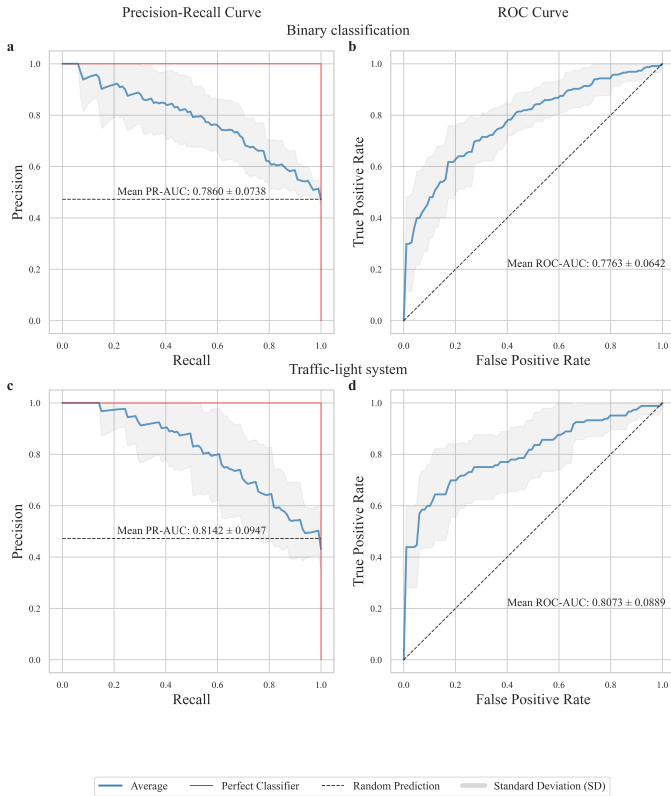 Precision-Recall Curve
ROC Curve
Binary classification
a
1.0
0.8
0.6
0.4
0.2
0.0
Precision
Mean PR-AUC: 0.7860 ± 0.0738
0.0 0.2 0.4 0.6 0.8 1.0
Recall
b
1.0
0.8
0.6
0.4
0.2
0.0
True Positive Rate
Mean ROC-AUC: 0.7763 ± 0.0642
0.0 0.2 0.4 0.6 0.8 1.0
False Positive Rate
Traffic-light system
c
1.0
0.8
0.6
0.4
0.2
0.0
Precision
Mean PR-AUC: 0.8142 ± 0.0947
0.0 0.2 0.4 0.6 0.8 1.0
Recall
d
1.0
0.8
0.6
0.4
0.2
0.0
True Positive Rate
Mean ROC-AUC: 0.8073 ± 0.0889
0.0 0.2 0.4 0.6 0.8 1.0
False Positive Rate
Average Perfect Classifier Random Prediction Standard Deviation (SD)